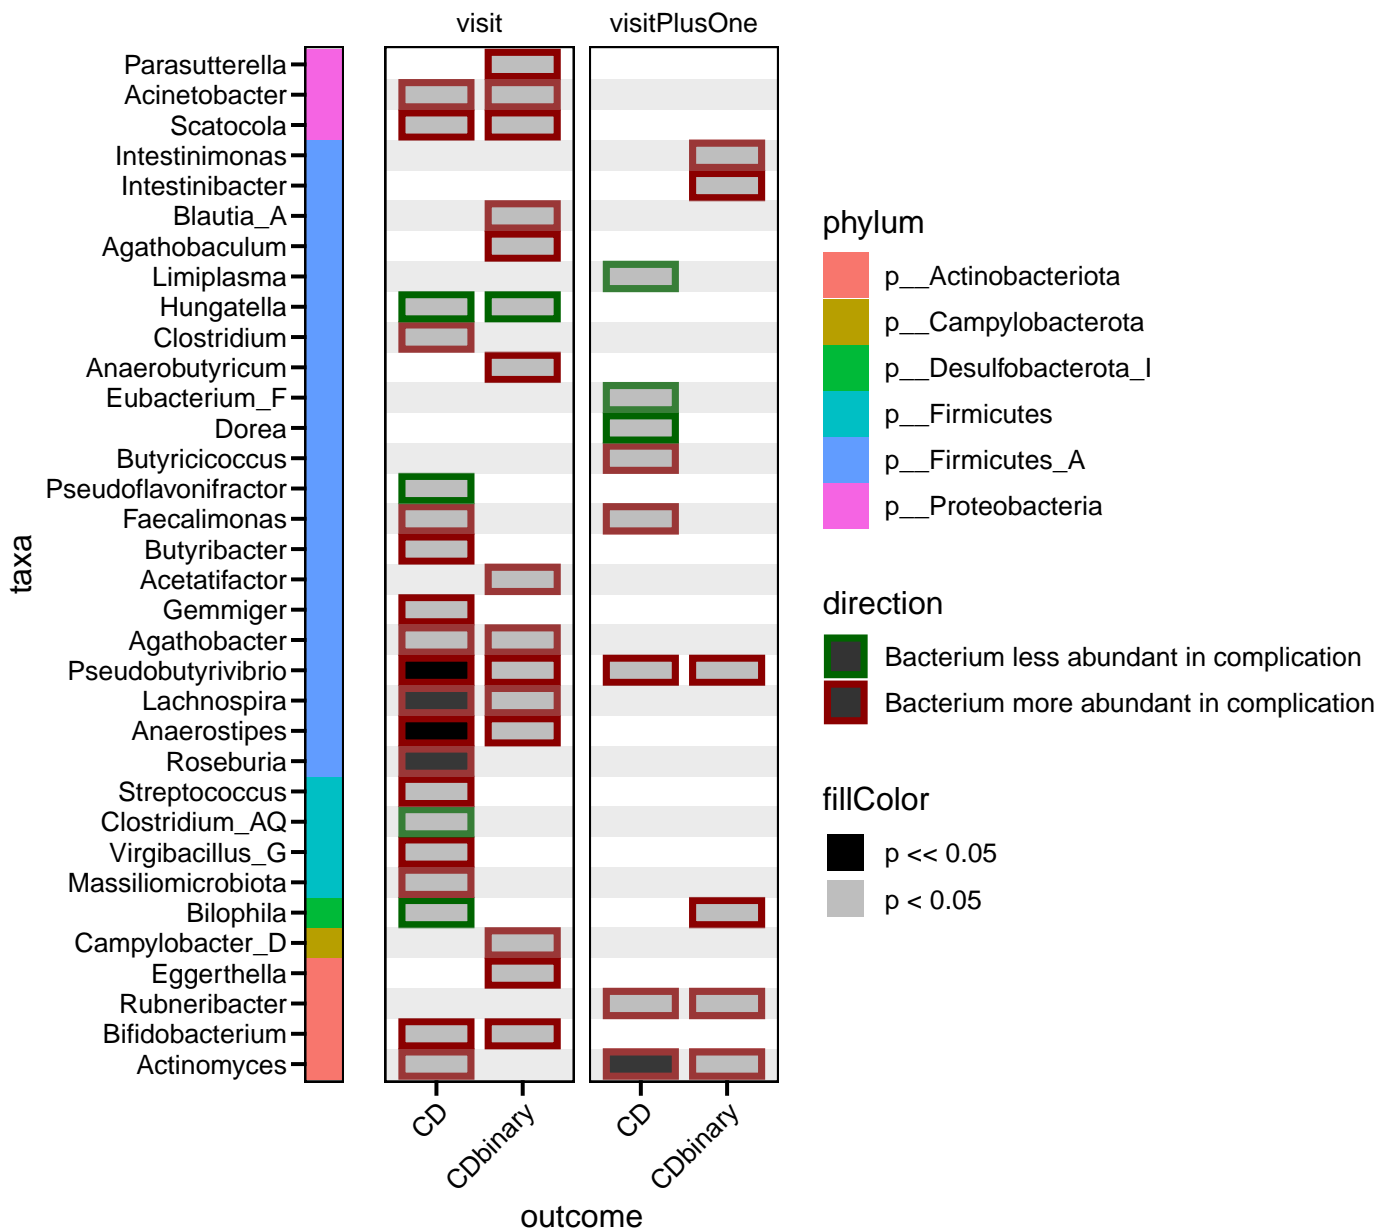 visit visitPlusOne
Parasutterella
Acinetobacter
Scatocola
Intestinimonas
Intestinibacter
Blautia_A
Agathobaculum
Limiplasma
Hungatella
Clostridium
Anaerobutyricum
Eubacterium_F
Dorea
Butyricicoccus
Pseudoflavonifractor
Faecalimonas
Butyribacter
Acetatifactor
Gemmiger
Agathobacter
Pseudobutyrivibrio
Lachnospira
Anaerostipes
Roseburia
Streptococcus
Clostridium_AQ
Virgibacillus_G
Massiliomicrobiota
Bilophila
Campylobacter_D
Eggerthella
Rubneribacter
Bifidobacterium
Actinomyces
taxa
CD CDbinary CD CDbinary
outcome
phylum
p__Actinobacteriota
p__Campylobacterota
p__Desulfobacterota_I
p__Firmicutes
p__Firmicutes_A
p__Proteobacteria
direction
Bacterium less abundant in complication
Bacterium more abundant in complication
fillColor
p << 0.05
p < 0.05